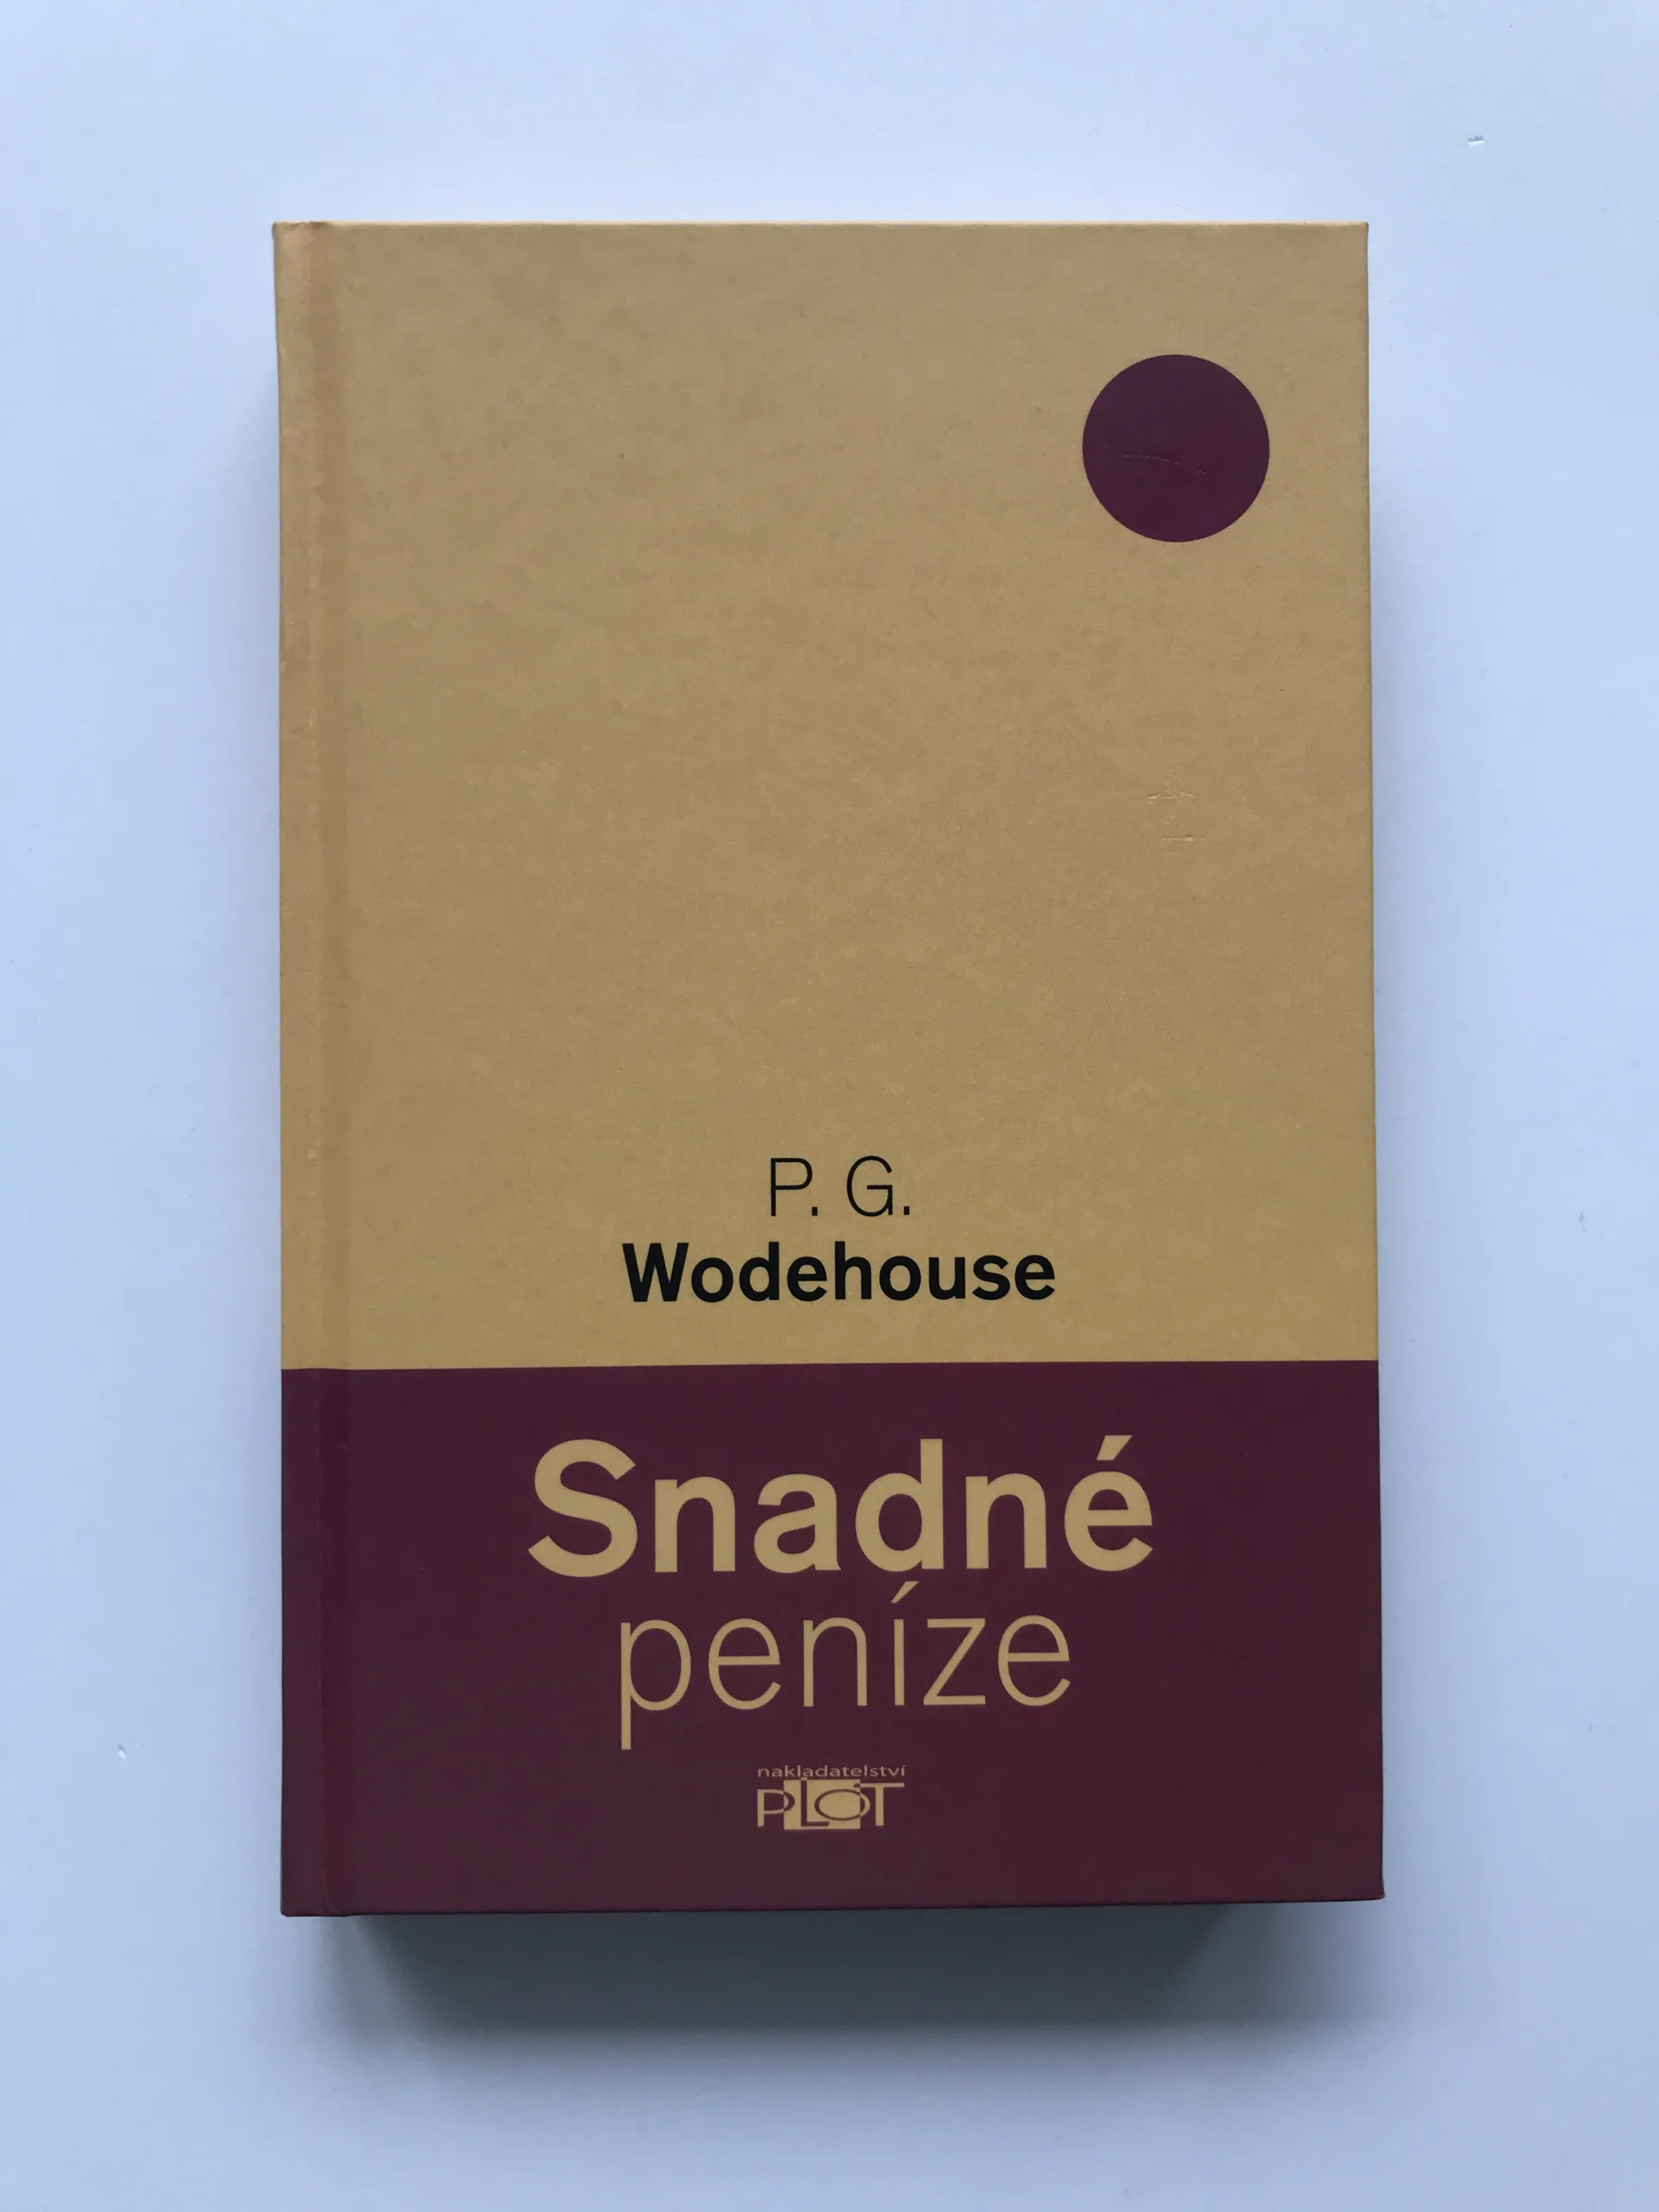 P. G.
Wodehouse
Snadné
peníze
nakladatelství
PLOT